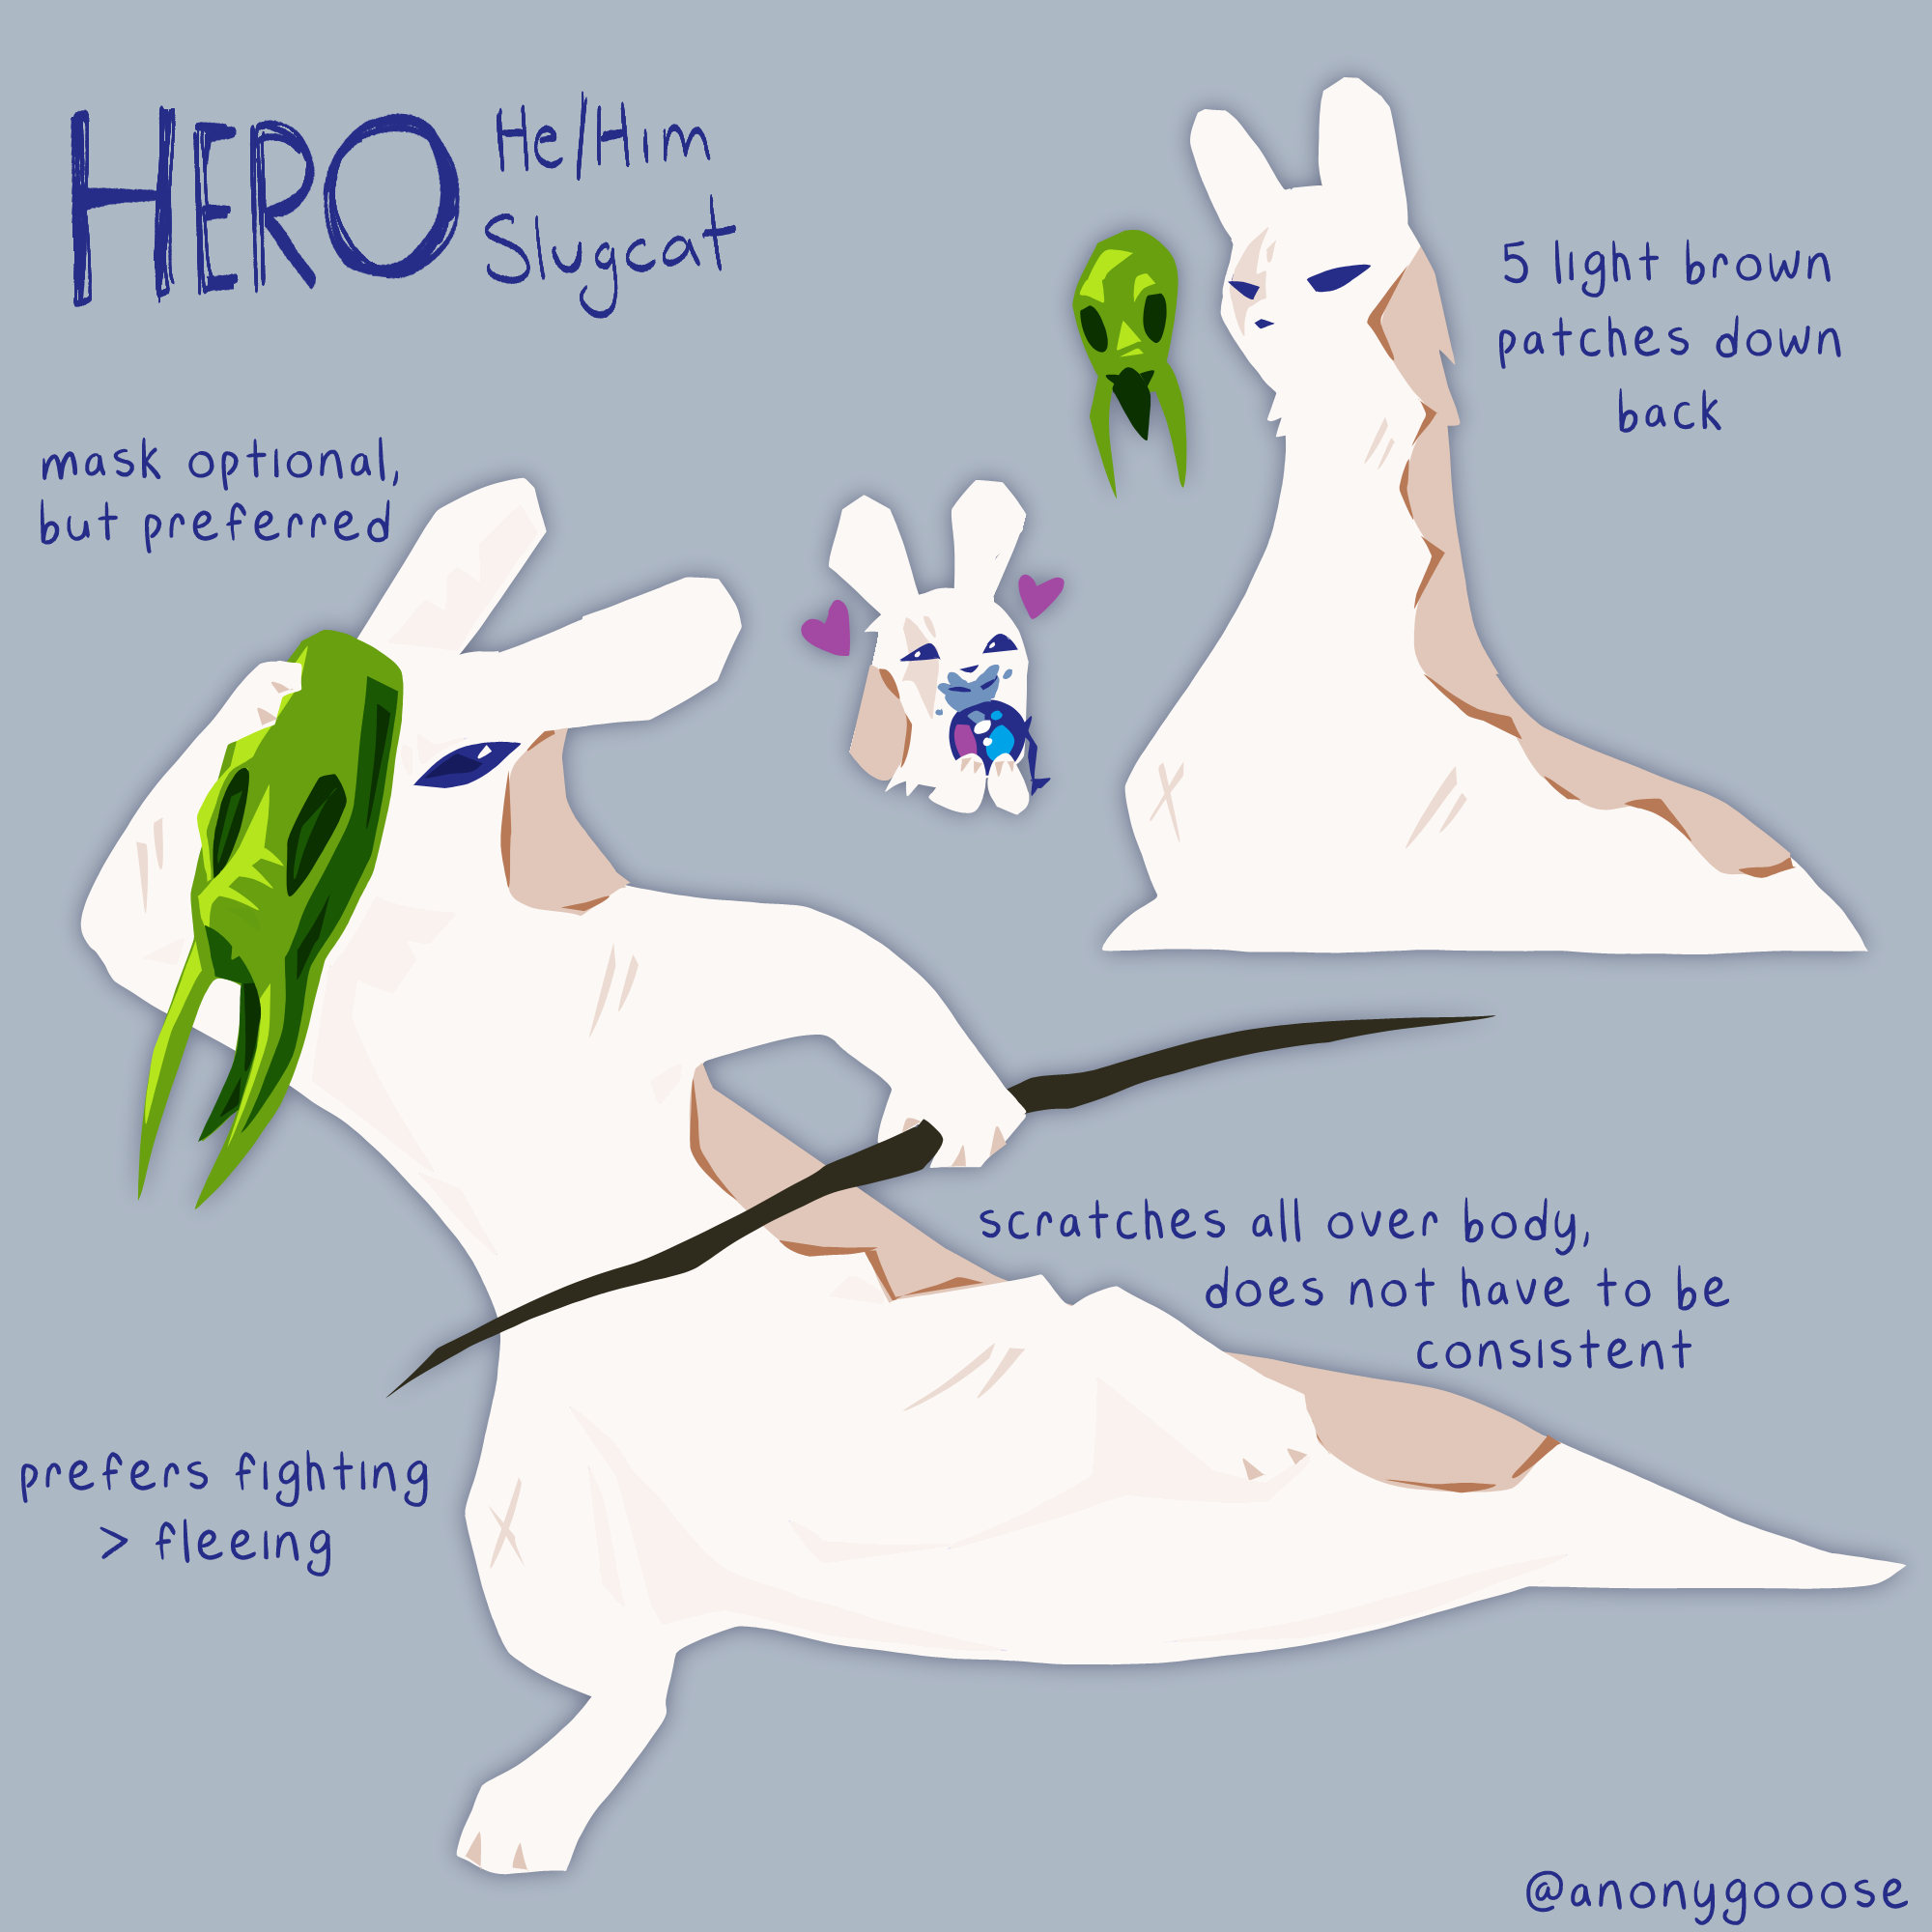 HERO
He/Him
Slugcat
5 light brown
patches down
back
mask optional,
but preferred
scratches all over body,
does not have to be
consistent
prefers fighting
> fleeing
@anonygooose